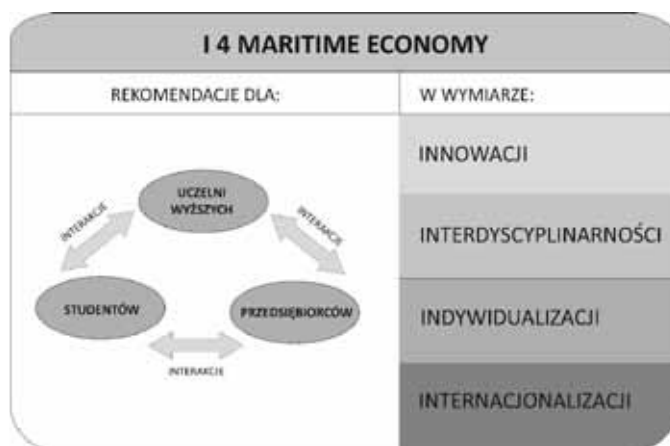 I 4 MARITIME ECONOMY
REKOMENDACJE DLA:
W WYMIARZE:
UCZELNI
WYŻSZYCH
INTERAKCJE
INTERAKCJE
STUDENTÓW
PRZEDSIĘBIORCÓW
INTERAKCJE
INNOWACJI
INTERDYSCYPLINARNOŚCI
INDYWIDUALIZACJI
INTERNACJONALIZACJI